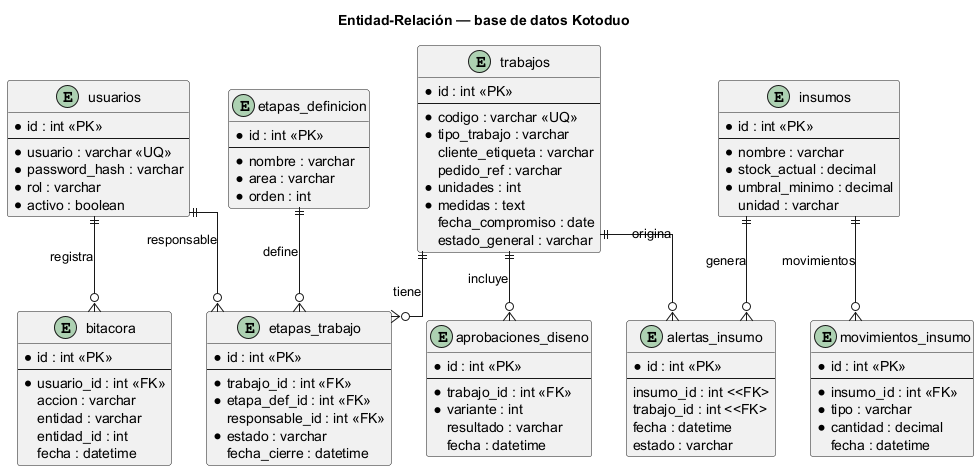 Entidad-Relación — base de datos Kotoduo
E usuarios
id : int «PK»
usuario : varchar «UQ»
password_hash : varchar
rol : varchar
activo : boolean
E etapas_definicion
id : int «PK»
nombre : varchar
area : varchar
orden : int
E trabajos
id : int «PK»
codigo : varchar «UQ»
tipo_trabajo : varchar
cliente_etiqueta : varchar
pedido_ref : varchar
unidades : int
medidas : text
fecha_compromiso : date
estado_general : varchar
E insumos
id : int «PK»
nombre : varchar
stock_actual : decimal
umbral_minimo : decimal
unidad : varchar
registra
responsable
define
tiene
incluye
origina
genera
movimientos
E bitacora
id : int «PK»
usuario_id : int «FK»
accion : varchar
entidad : varchar
entidad_id : int
fecha : datetime
E etapas_trabajo
id : int «PK»
trabajo_id : int «FK»
etapa_def_id : int «FK»
responsable_id : int «FK»
estado : varchar
fecha_cierre : datetime
E aprobaciones_diseno
id : int «PK»
trabajo_id : int «FK»
variante : int
resultado : varchar
fecha : datetime
E alertas_insumo
id : int «PK»
insumo_id : int <<FK>
trabajo_id : int <<FK>
fecha : datetime
estado : varchar
E movimientos_insumo
id : int «PK»
insumo_id : int «FK»
tipo : varchar
cantidad : decimal
fecha : datetime